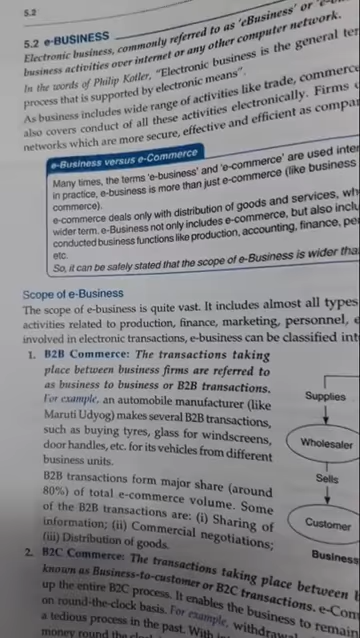 5.2
5.2 e-BUSINESS
Electronic business, commonly referred to as 'eBusiness' or 'e-
business activities over internet or any other computer network.
In the words of Philip Kotler, "Electronic business is the general ter
process that is supported by electronic means".
As business includes wide range of activities like trade, commerce
also covers conduct of all these activities electronically. Firms
networks which are more secure, effective and efficient as compa
e-Business versus e-Commerce
Many times, the terms 'e-business' and 'e-commerce' are used inter
in practice, e-business is more than just e-commerce (like business
commerce).
e-commerce deals only with distribution of goods and services, wh
wider term. e-Business not only includes e-commerce, but also inclu
conducted business functions like production, accounting, finance, pe
etc.
So, it can be safely stated that the scope of e-Business is wider tha
Scope of e-Business
The scope of e-business is quite vast. It includes almost all types
activities related to production, finance, marketing, personnel, e
involved in electronic transactions, e-business can be classified int
1. B2B Commerce: The transactions taking
place between business firms are referred to
as business to business or B2B transactions.
For example, an automobile manufacturer (like
Maruti Udyog) makes several B2B transactions,
such as buying tyres, glass for windscreens,
door handles, etc. for its vehicles from different
business units.
B2B transactions form major share (around
80%) of total e-commerce volume. Some
of the B2B transactions are: (i) Sharing of
information; (ii) Commercial negotiations;
(iii) Distribution of goods.
Supplies
Wholesaler
Sells
Customer
Business
2. B2C Commerce: The transactions taking place between b
known as Business-to-customer or B2C transactions. e-Com
up the entire B2C process. It enables the business to remain
on round-the-clock basis. For example, withdra
a tedious process in the past. With
money round the